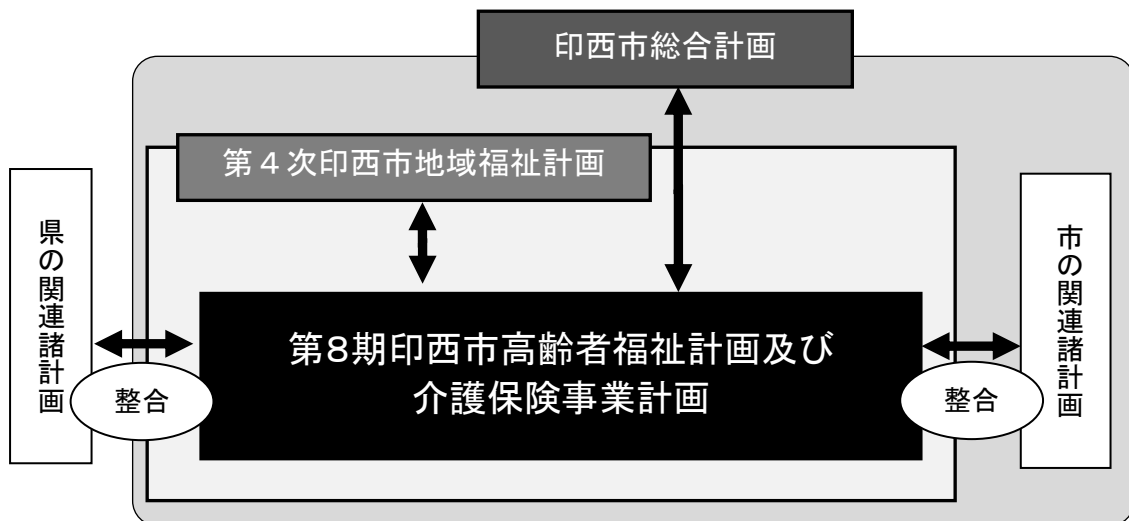 印西市総合計画
第４次印西市地域福祉計画
県の関連諸計画
市の関連諸計画
第8期印西市高齢者福祉計画及び
介護保険事業計画
整合
整合